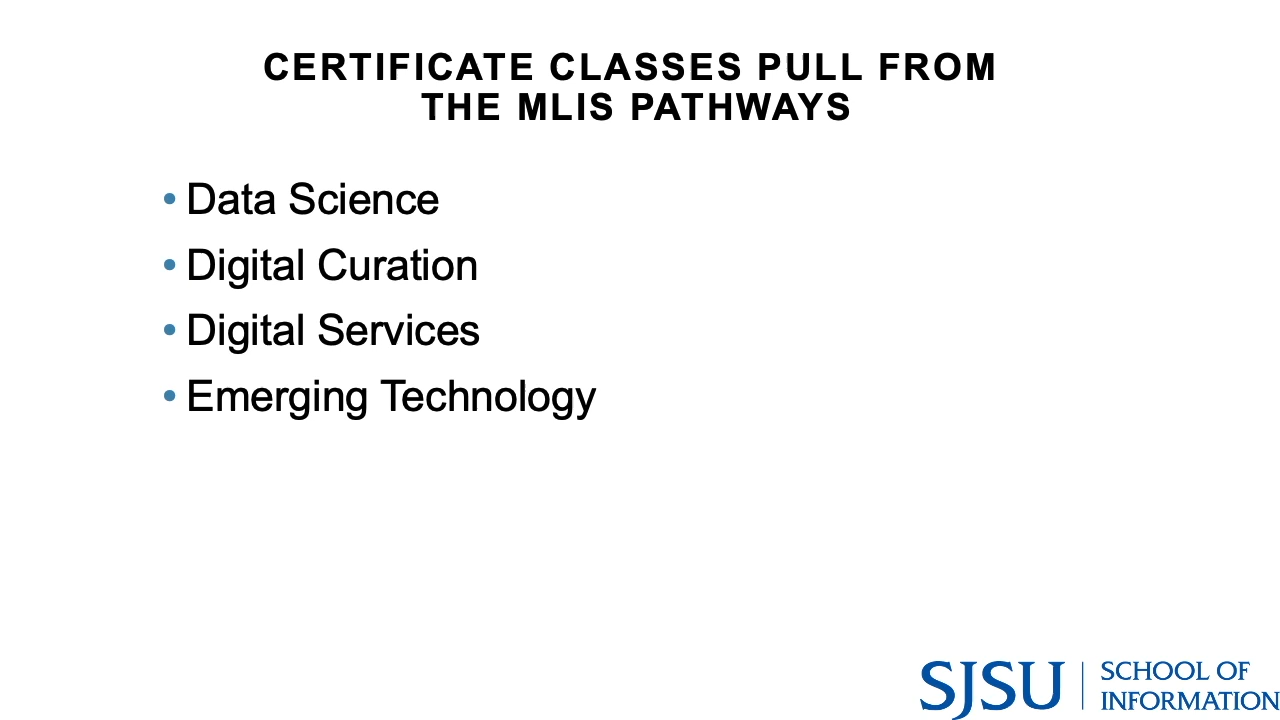 CERTIFICATE CLASSES PULL FROM
THE MLIS PATHWAYS
• Data Science
• Digital Curation
• Digital Services
• Emerging Technology
SJSU | SCHOOL OF
INFORMATION